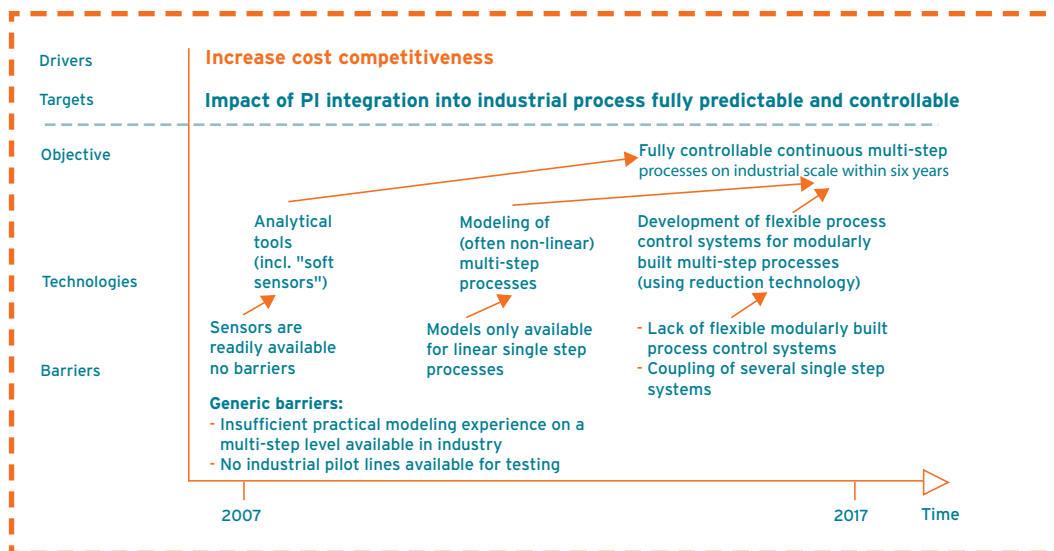 Drivers
Increase cost competitiveness
Targets
Impact of PI integration into industrial process fully predictable and controllable
Objective
Fully controllable continuous multi-step
processes on industrial scale within six years
Technologies
Analytical
tools
(incl. "soft
sensors")
Modeling of
(often non-linear)
multi-step
processes
Development of flexible process
control systems for modularly
built multi-step processes
(using reduction technology)
Barriers
Sensors are
readily available
no barriers
Models only available
for linear single step
processes
- Lack of flexible modularly built
process control systems
- Coupling of several single step
systems
Generic barriers:
- Insufficient practical modeling experience on a
multi-step level available in industry
- No industrial pilot lines available for testing
2007
2017
Time